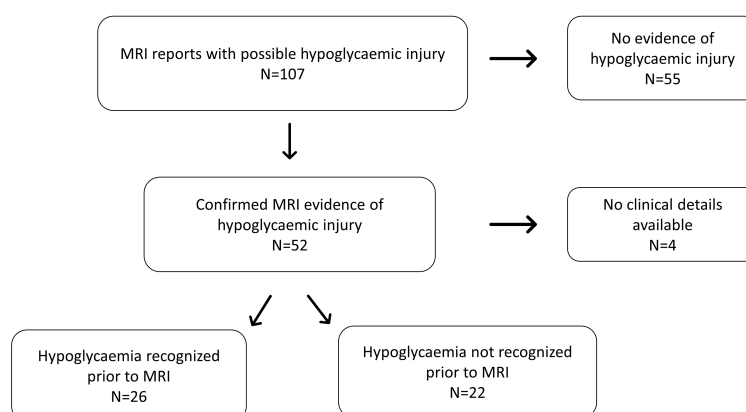 MRI reports with possible hypoglycaemic injury
N=107
No evidence of
hypoglycaemic injury
N=55
Confirmed MRI evidence of
hypoglycaemic injury
N=52
No clinical details
available
N=4
Hypoglycaemia recognized
prior to MRI
N=26
Hypoglycaemia not recognized
prior to MRI
N=22